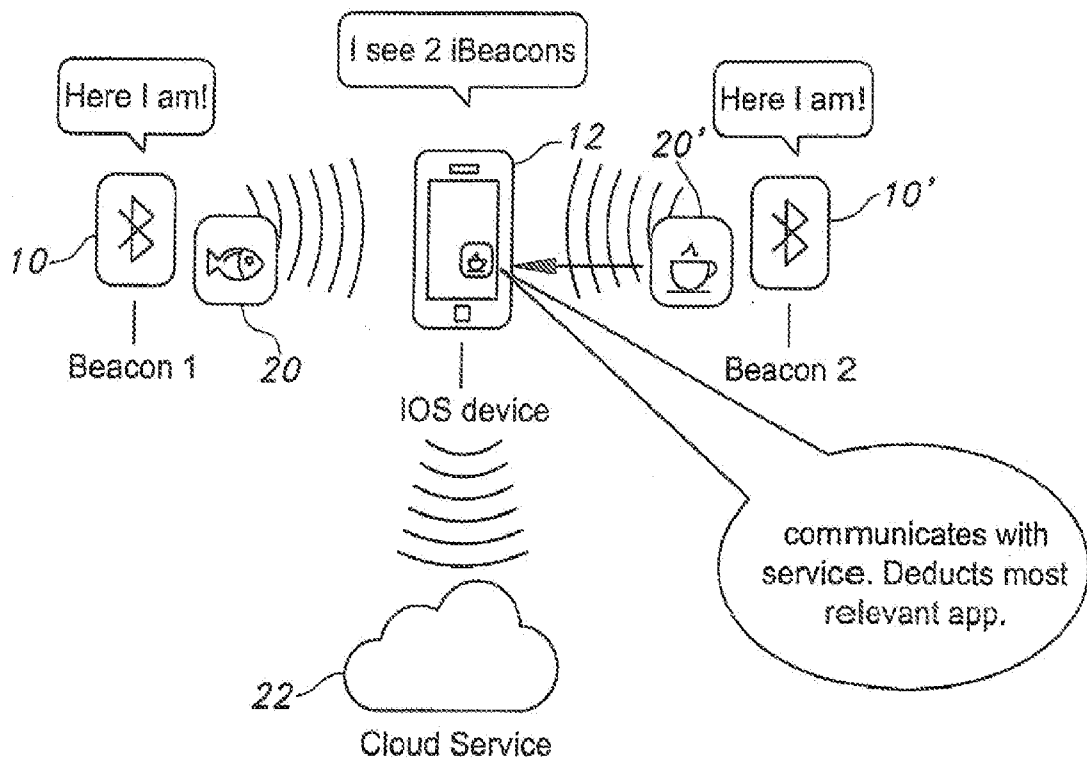 I see 2 iBeacons
Here I am!
Here I am!
12
20'
10'
10
20
Beacon 1
Beacon 2
IOS device
communicates with
service. Deducts most
relevant app.
22
Cloud Service